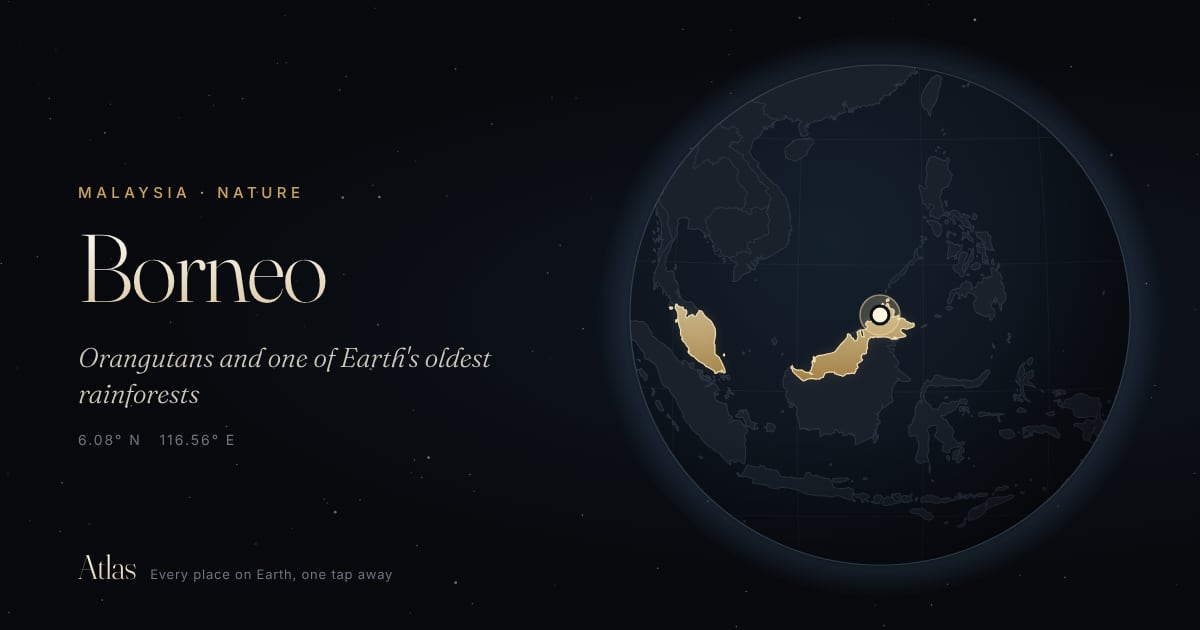 MALAYSIA · NATURE
Borneo
Orangutans and one of Earth's oldest
rainforests
6.08° N 116.56° E
Atlas Every place on Earth, one tap away